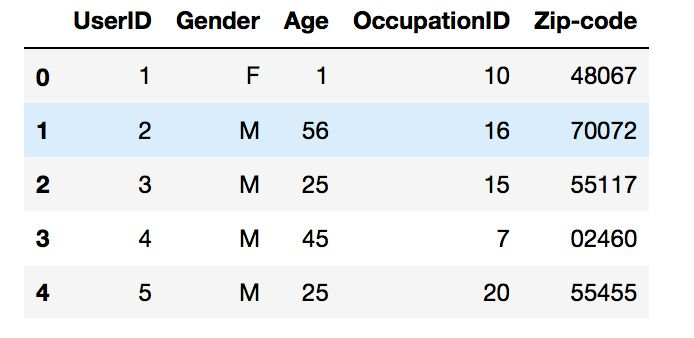 UserID Gender Age OccupationID Zip-code
0 1 F 1 10 48067
1 2 M 56 16 70072
2 3 M 25 15 55117
3 4 M 45 7 02460
4 5 M 25 20 55455